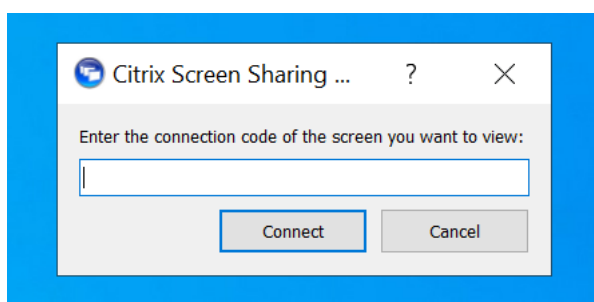 Citrix Screen Sharing ... ?
Enter the connection code of the screen you want to view:
Connect Cancel